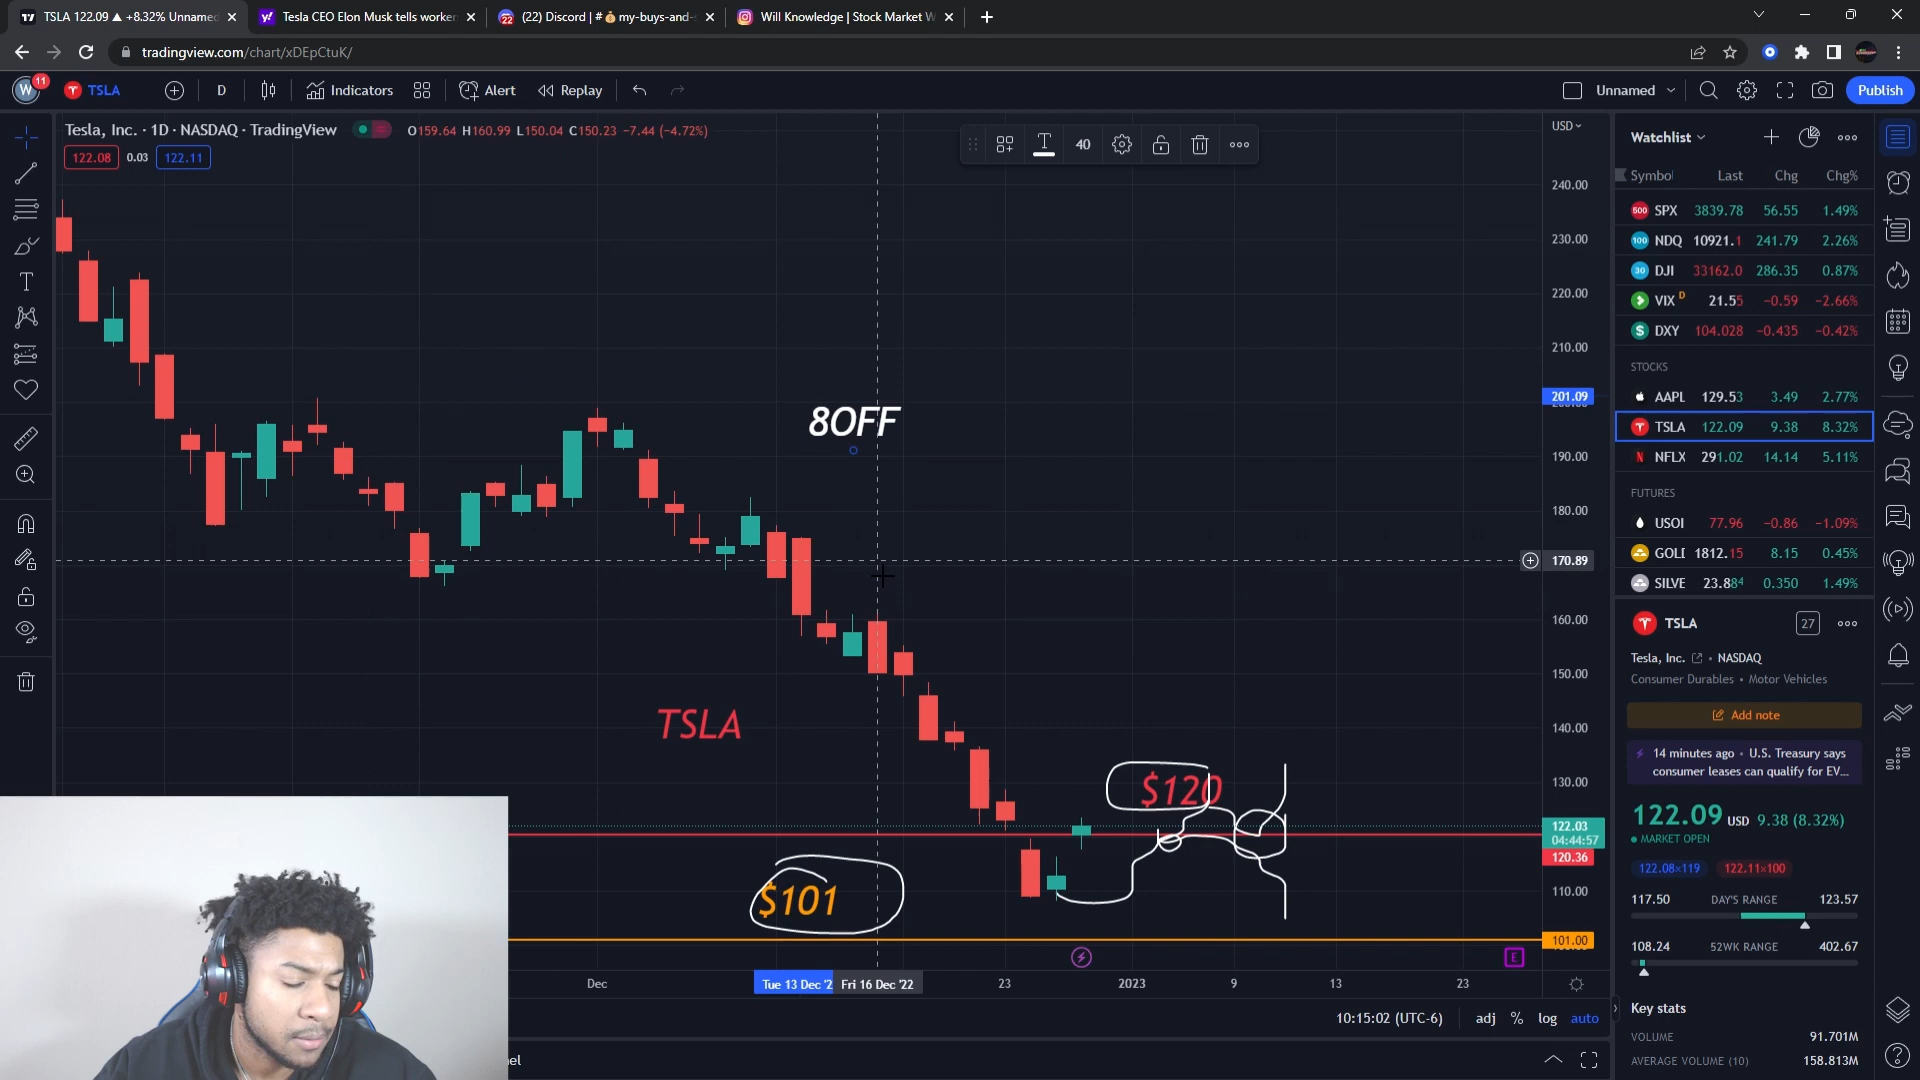 TSLA 122.09 ▲ +8.32% Unname
Tesla CEO Elon Musk tells worker
(22) Discord | # 💰my-buys-and-
Will Knowledge | Stock Market W
tradingview.com/chart/xDEpCtuK/
W 11
TSLA
D
Indicators
Alert
Replay
Unnamed
Publish
Tesla, Inc. · 1D · NASDAQ · TradingView
O159.64 H160.99 L150.04 C150.23 −7.44 (−4.72%)
122.08 0.03 122.11
40
USD
240.00
230.00
220.00
210.00
201.09
190.00
180.00
170.89
160.00
150.00
140.00
130.00
122.03
04:44:57
120.36
110.00
101.00
8OFF
TSLA
$120
$101
E
Dec
Tue 13 Dec '2
Fri 16 Dec '22
23
2023
9
13
23
10:15:02 (UTC-6)
adj % log auto
el
Watchlist
Symbol Last Chg Chg%
500 SPX 3839.78 56.55 1.49%
100 NDQ 10921.1 241.79 2.26%
30 DJI 33162.0 286.35 0.87%
VIX D 21.55 −0.59 −2.66%
$ DXY 104.028 −0.435 −0.42%
STOCKS
AAPL 129.53 3.49 2.77%
TSLA 122.09 9.38 8.32%
N NFLX 291.02 14.14 5.11%
FUTURES
USOI 77.96 −0.86 −1.09%
GOLD 1812.15 8.15 0.45%
SILVE 23.884 0.350 1.49%
TSLA 27
Tesla, Inc. • NASDAQ
Consumer Durables • Motor Vehicles
Add note
14 minutes ago • U.S. Treasury says
consumer leases can qualify for EV...
122.09 USD 9.38 (8.32%)
MARKET OPEN
122.08×119 122.11×100
117.50 DAY'S RANGE 123.57
108.24 52WK RANGE 402.67
Key stats
VOLUME 91.701M
AVERAGE VOLUME (10) 158.813M